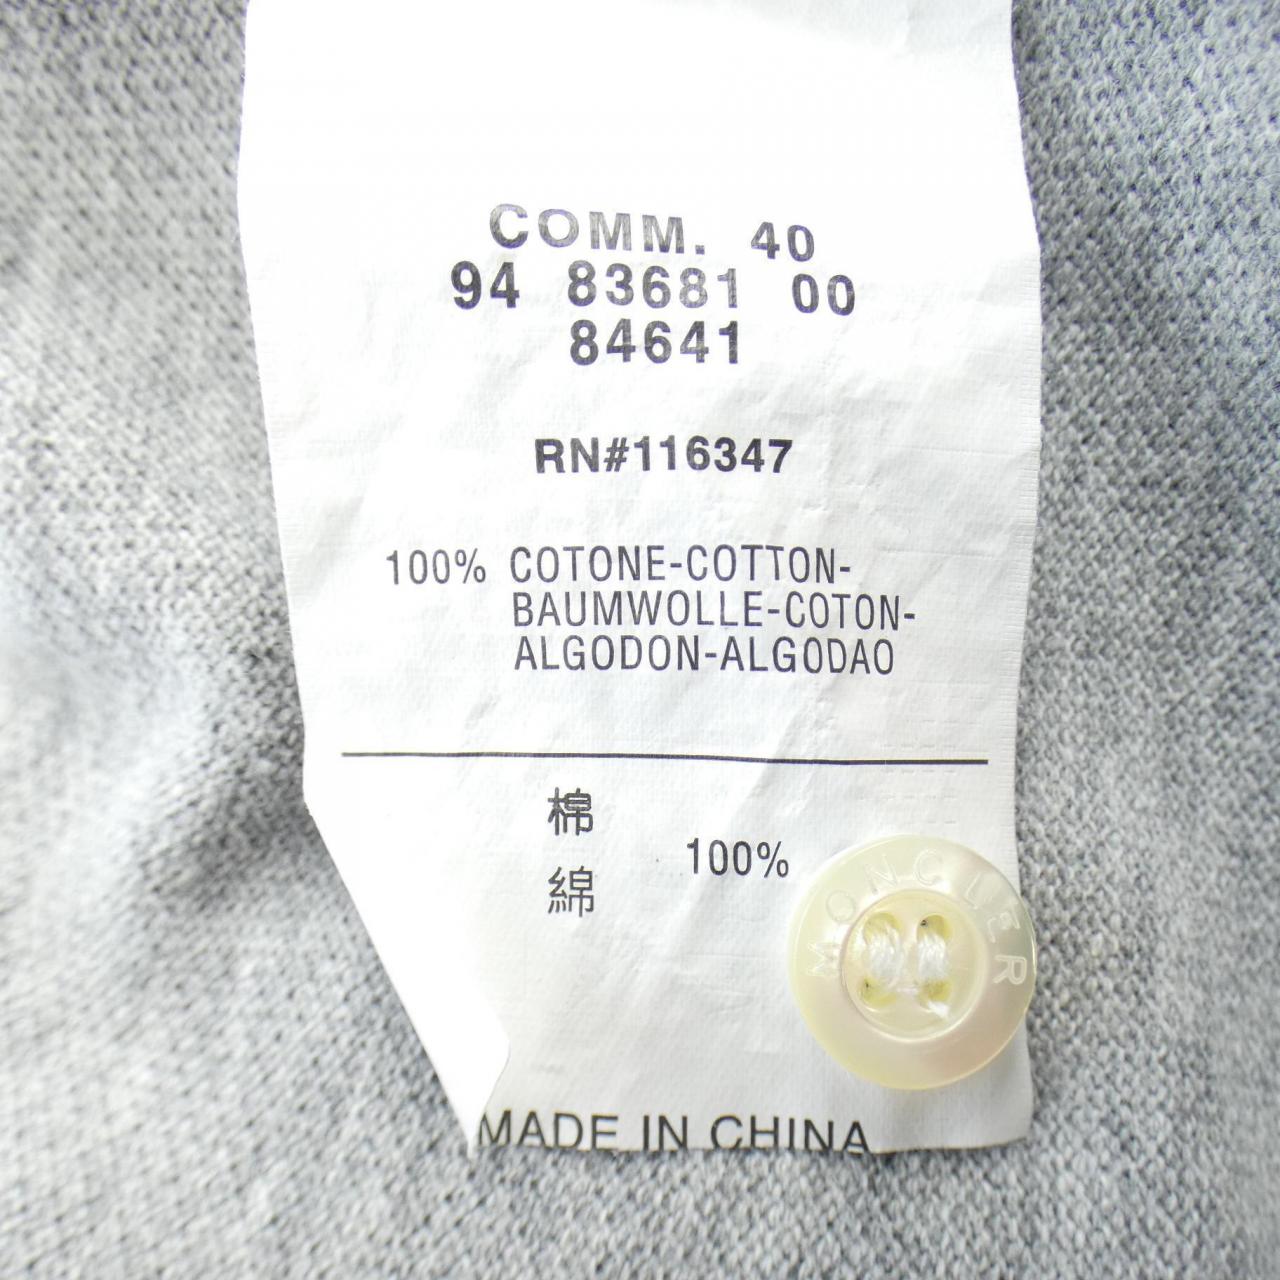 COMM. 40
94 83681 00
84641
RN#116347
100% COTONE-COTTON-
BAUMWOLLE-COTON-
ALGODON-ALGODAO
棉
100%
綿
MONCLER
MADE IN CHINA